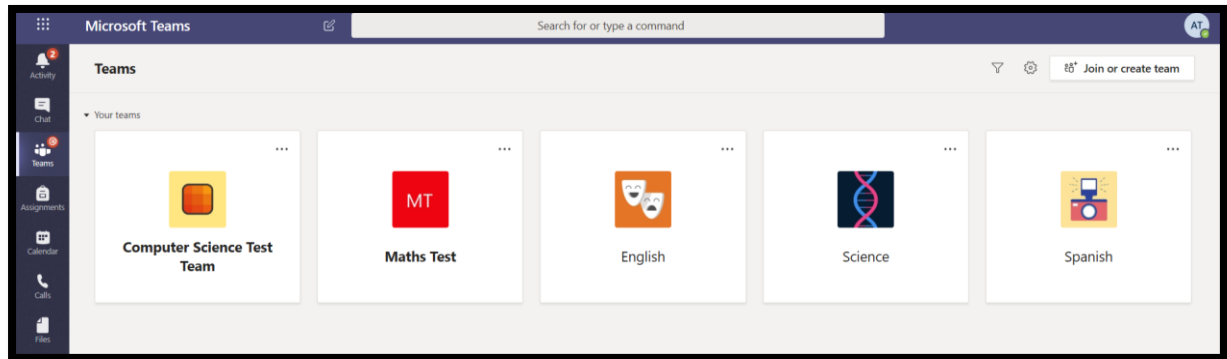 Microsoft Teams
Search for or type a command
AT
2
Activity
Teams
Join or create team
Chat
Your teams
Teams
Assignments
Calendar
Calls
Files
MT
Computer Science Test
Team
Maths Test
English
Science
Spanish